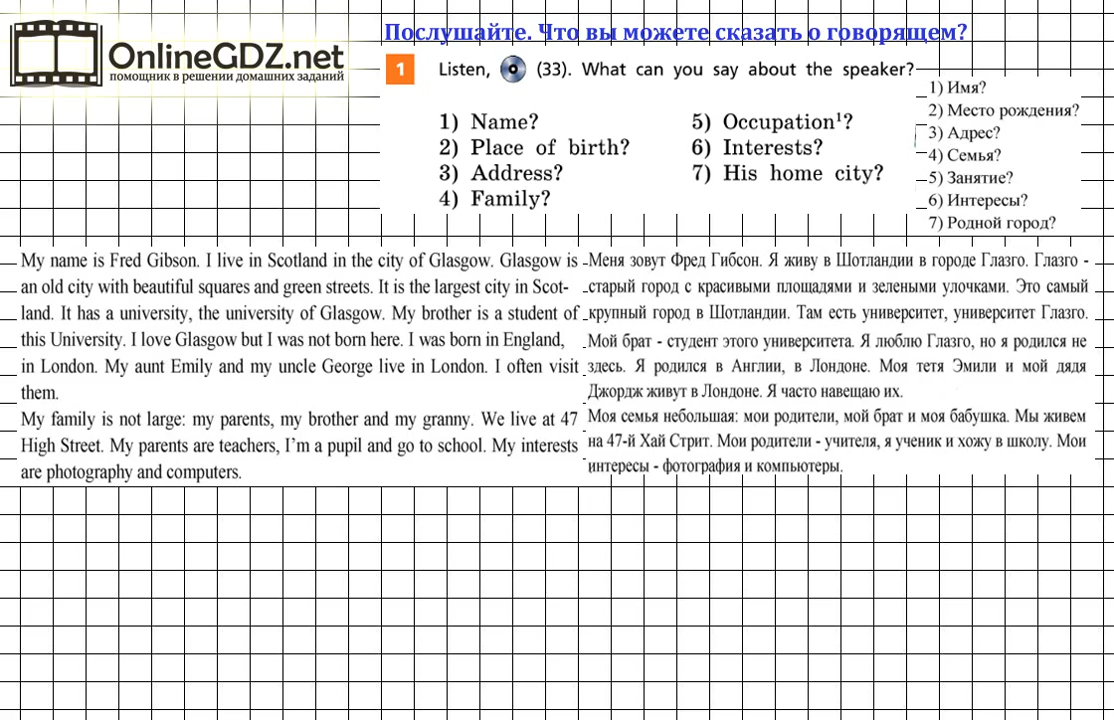 OnlineGDZ.net
помощник в решении домашних заданий
Послушайте. Что вы можете сказать о говорящем?
1 Listen, (33). What can you say about the speaker?
1) Name?
2) Place of birth?
3) Address?
4) Family?
5) Occupation¹?
6) Interests?
7) His home city?
1) Имя?
2) Место рождения?
3) Адрес?
4) Семья?
5) Занятие?
6) Интересы?
7) Родной город?
My name is Fred Gibson. I live in Scotland in the city of Glasgow. Glasgow is
an old city with beautiful squares and green streets. It is the largest city in Scot-
land. It has a university, the university of Glasgow. My brother is a student of
this University. I love Glasgow but I was not born here. I was born in England,
in London. My aunt Emily and my uncle George live in London. I often visit
them.
My family is not large: my parents, my brother and my granny. We live at 47
High Street. My parents are teachers, I'm a pupil and go to school. My interests
are photography and computers.
Меня зовут Фред Гибсон. Я живу в Шотландии в городе Глазго. Глазго -
старый город с красивыми площадями и зелеными улочками. Это самый
крупный город в Шотландии. Там есть университет, университет Глазго.
Мой брат - студент этого университета. Я люблю Глазго, но я родился не
здесь. Я родился в Англии, в Лондоне. Моя тетя Эмили и мой дядя
Джордж живут в Лондоне. Я часто навещаю их.
Моя семья небольшая: мои родители, мой брат и моя бабушка. Мы живем
на 47-й Хай Стрит. Мои родители - учителя, я ученик и хожу в школу. Мои
интересы - фотография и компьютеры.